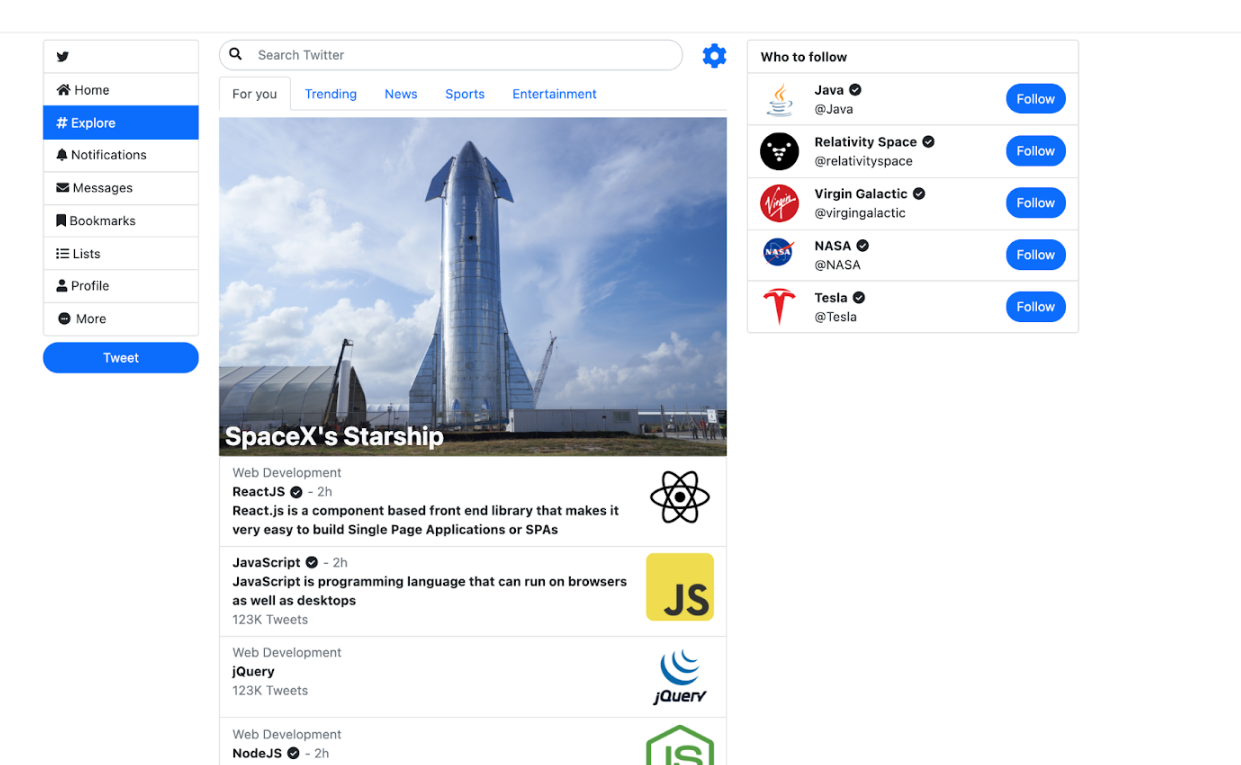 Home
# Explore
Notifications
Messages
Bookmarks
Lists
Profile
More
Tweet
Search Twitter
For you Trending News Sports Entertainment
SpaceX's Starship
Web Development
ReactJS - 2h
React.js is a component based front end library that makes it
very easy to build Single Page Applications or SPAs
JavaScript - 2h
JavaScript is programming language that can run on browsers
as well as desktops
123K Tweets
JS
Web Development
jQuery
123K Tweets
jQuery
Web Development
NodeJS - 2h
JS
Who to follow
Java
@Java
Follow
Relativity Space
@relativityspace
Follow
Virgin Galactic
@virgingalactic
Virgin
Follow
NASA
@NASA
NASA
Follow
Tesla
@Tesla
Follow